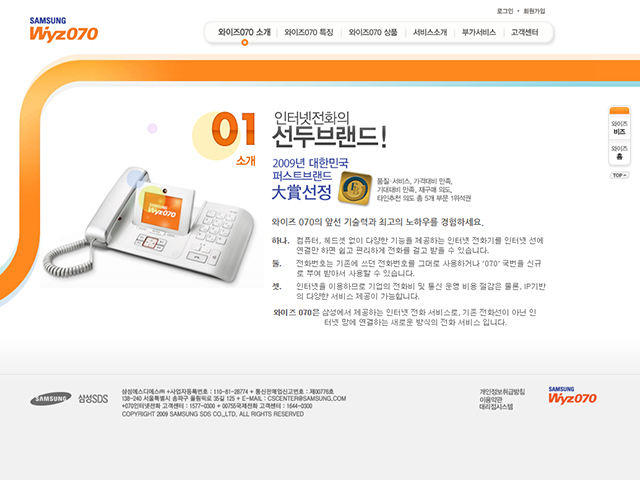 로그인 • 회원가입
SAMSUNG
Wyz070
와이즈070 소개 와이즈070 특징 와이즈070 상품 서비스소개 부가서비스 고객센터
01
소개
인터넷전화의
선두브랜드!
2009년 대한민국
퍼스트브랜드
大賞선정
품질·서비스, 가격대비 만족,
기대대비 만족, 재구매 의도,
타인추천 의도 총 5개 부문 1위석권
와이즈
비즈
와이즈
홈
TOP
SAMSUNG
Wyz070
와이즈 070의 앞선 기술력과 최고의 노하우를 경험하세요.
하나. 컴퓨터, 헤드셋 없이 다양한 기능을 제공하는 인터넷 전화기를 인터넷 선에
연결만 하면 쉽고 편리하게 전화를 걸고 받을 수 있습니다.
둘. 전화번호는 기존에 쓰던 전화번호를 그대로 사용하거나 '070' 국번을 신규
로 부여 받아서 사용할 수 있습니다.
셋. 인터넷을 이용하므로 기업의 전화비 및 통신 운영 비용 절감은 물론, IP기반
의 다양한 서비스 제공이 가능합니다.
와이즈 070은 삼성에서 제공하는 인터넷 전화 서비스로, 기존 전화선이 아닌 인
터넷 망에 연결하는 새로운 방식의 전화 서비스 입니다.
SAMSUNG 삼성SDS
삼성에스디에스㈜ +사업자등록번호 : 110-81-28774 + 통신판매업신고번호 : 제00776호
138-240 서울특별시 송파구 올림픽로 35길 125 + E-MAIL : CSCENTER@SAMSUNG.COM
+070인터넷전화 고객센터 : 1577-0300 + 00755국제전화 고객센터 : 1644-0300
COPYRIGHT 2009 SAMSUNG SDS CO.,LTD, ALL RIGHTS RESERVED
개인정보취급방침
이용약관
대리점시스템
SAMSUNG
Wyz070